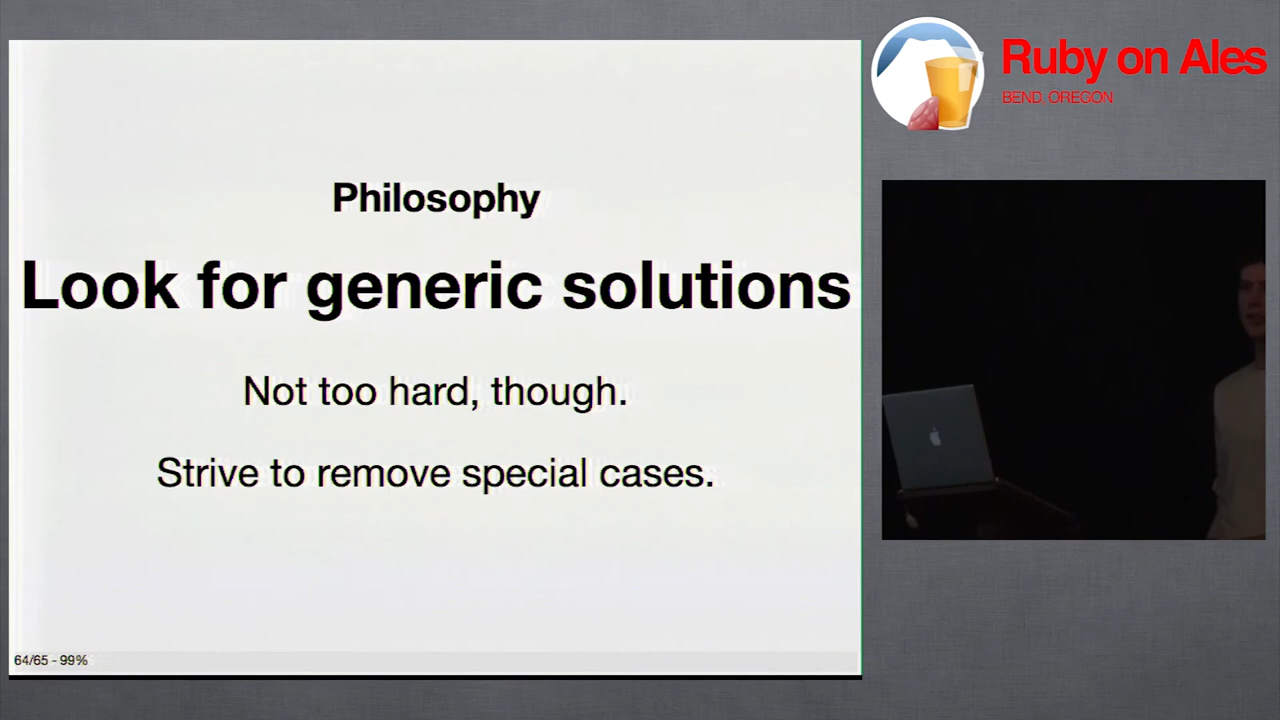 Ruby on Ales
BEND, OREGON
Philosophy
Look for generic solutions
Not too hard, though.
Strive to remove special cases.
64/65 - 99%